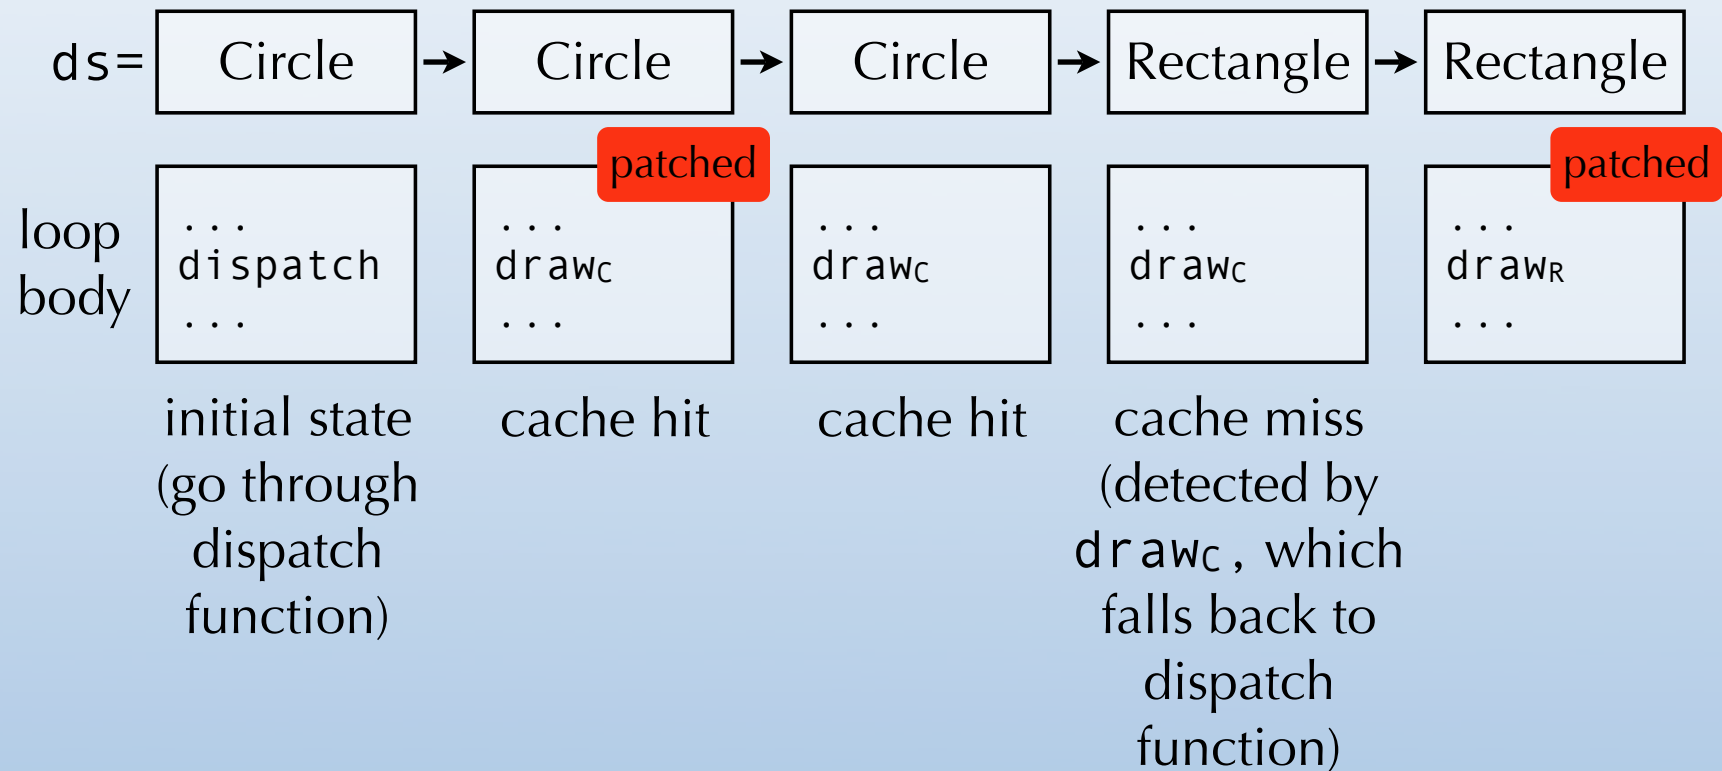 ds= Circle → Circle → Circle → Rectangle → Rectangle
patched patched
loop body
...
dispatch
...
...
drawC
...
...
drawC
...
...
drawC
...
...
drawR
...
initial state
(go through
dispatch
function)
cache hit
cache hit
cache miss
(detected by
drawC, which
falls back to
dispatch
function)